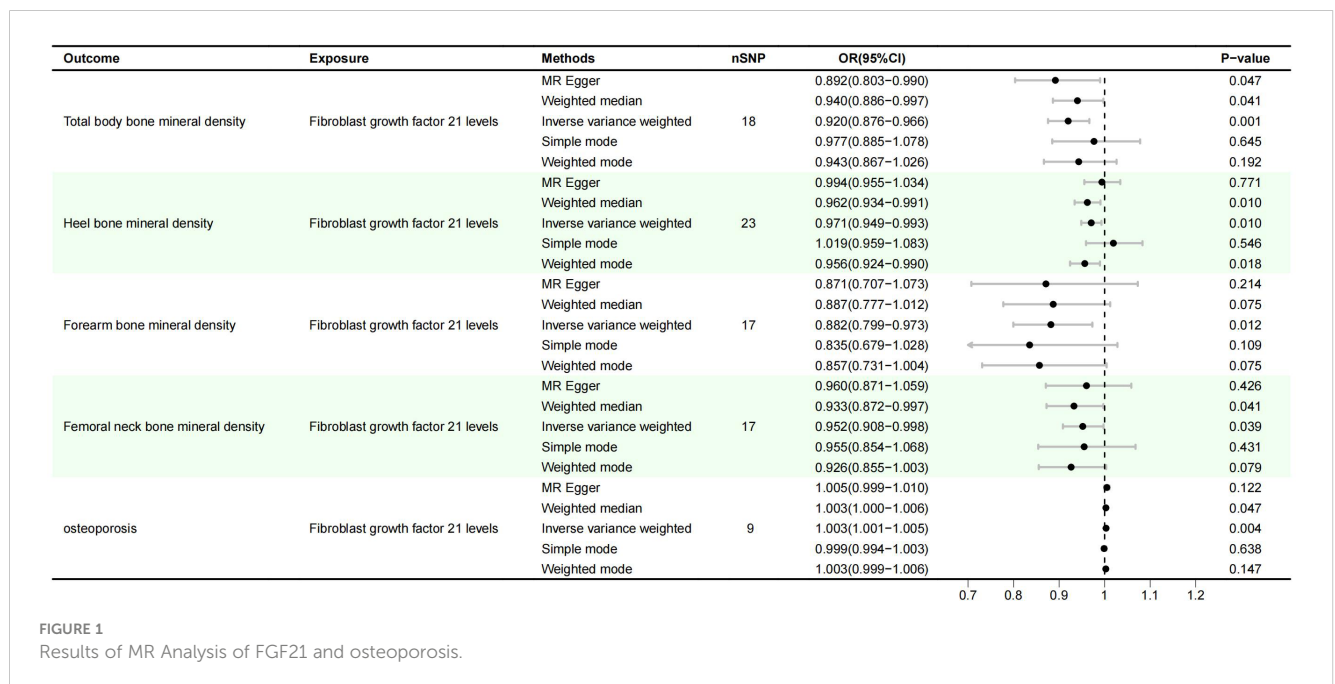 Outcome Exposure Methods nSNP OR(95%CI) P−value
MR Egger 0.892(0.803−0.990) 0.047
Weighted median 0.940(0.886−0.997) 0.041
Total body bone mineral density Fibroblast growth factor 21 levels Inverse variance weighted 18 0.920(0.876−0.966) 0.001
Simple mode 0.977(0.885−1.078) 0.645
Weighted mode 0.943(0.867−1.026) 0.192
MR Egger 0.994(0.955−1.034) 0.771
Weighted median 0.962(0.934−0.991) 0.010
Heel bone mineral density Fibroblast growth factor 21 levels Inverse variance weighted 23 0.971(0.949−0.993) 0.010
Simple mode 1.019(0.959−1.083) 0.546
Weighted mode 0.956(0.924−0.990) 0.018
MR Egger 0.871(0.707−1.073) 0.214
Weighted median 0.887(0.777−1.012) 0.075
Forearm bone mineral density Fibroblast growth factor 21 levels Inverse variance weighted 17 0.882(0.799−0.973) 0.012
Simple mode 0.835(0.679−1.028) 0.109
Weighted mode 0.857(0.731−1.004) 0.075
MR Egger 0.960(0.871−1.059) 0.426
Weighted median 0.933(0.872−0.997) 0.041
Femoral neck bone mineral density Fibroblast growth factor 21 levels Inverse variance weighted 17 0.952(0.908−0.998) 0.039
Simple mode 0.955(0.854−1.068) 0.431
Weighted mode 0.926(0.855−1.003) 0.079
MR Egger 1.005(0.999−1.010) 0.122
Weighted median 1.003(1.000−1.006) 0.047
osteoporosis Fibroblast growth factor 21 levels Inverse variance weighted 9 1.003(1.001−1.005) 0.004
Simple mode 0.999(0.994−1.003) 0.638
Weighted mode 1.003(0.999−1.006) 0.147
0.7 0.8 0.9 1 1.1 1.2
FIGURE 1
Results of MR Analysis of FGF21 and osteoporosis.